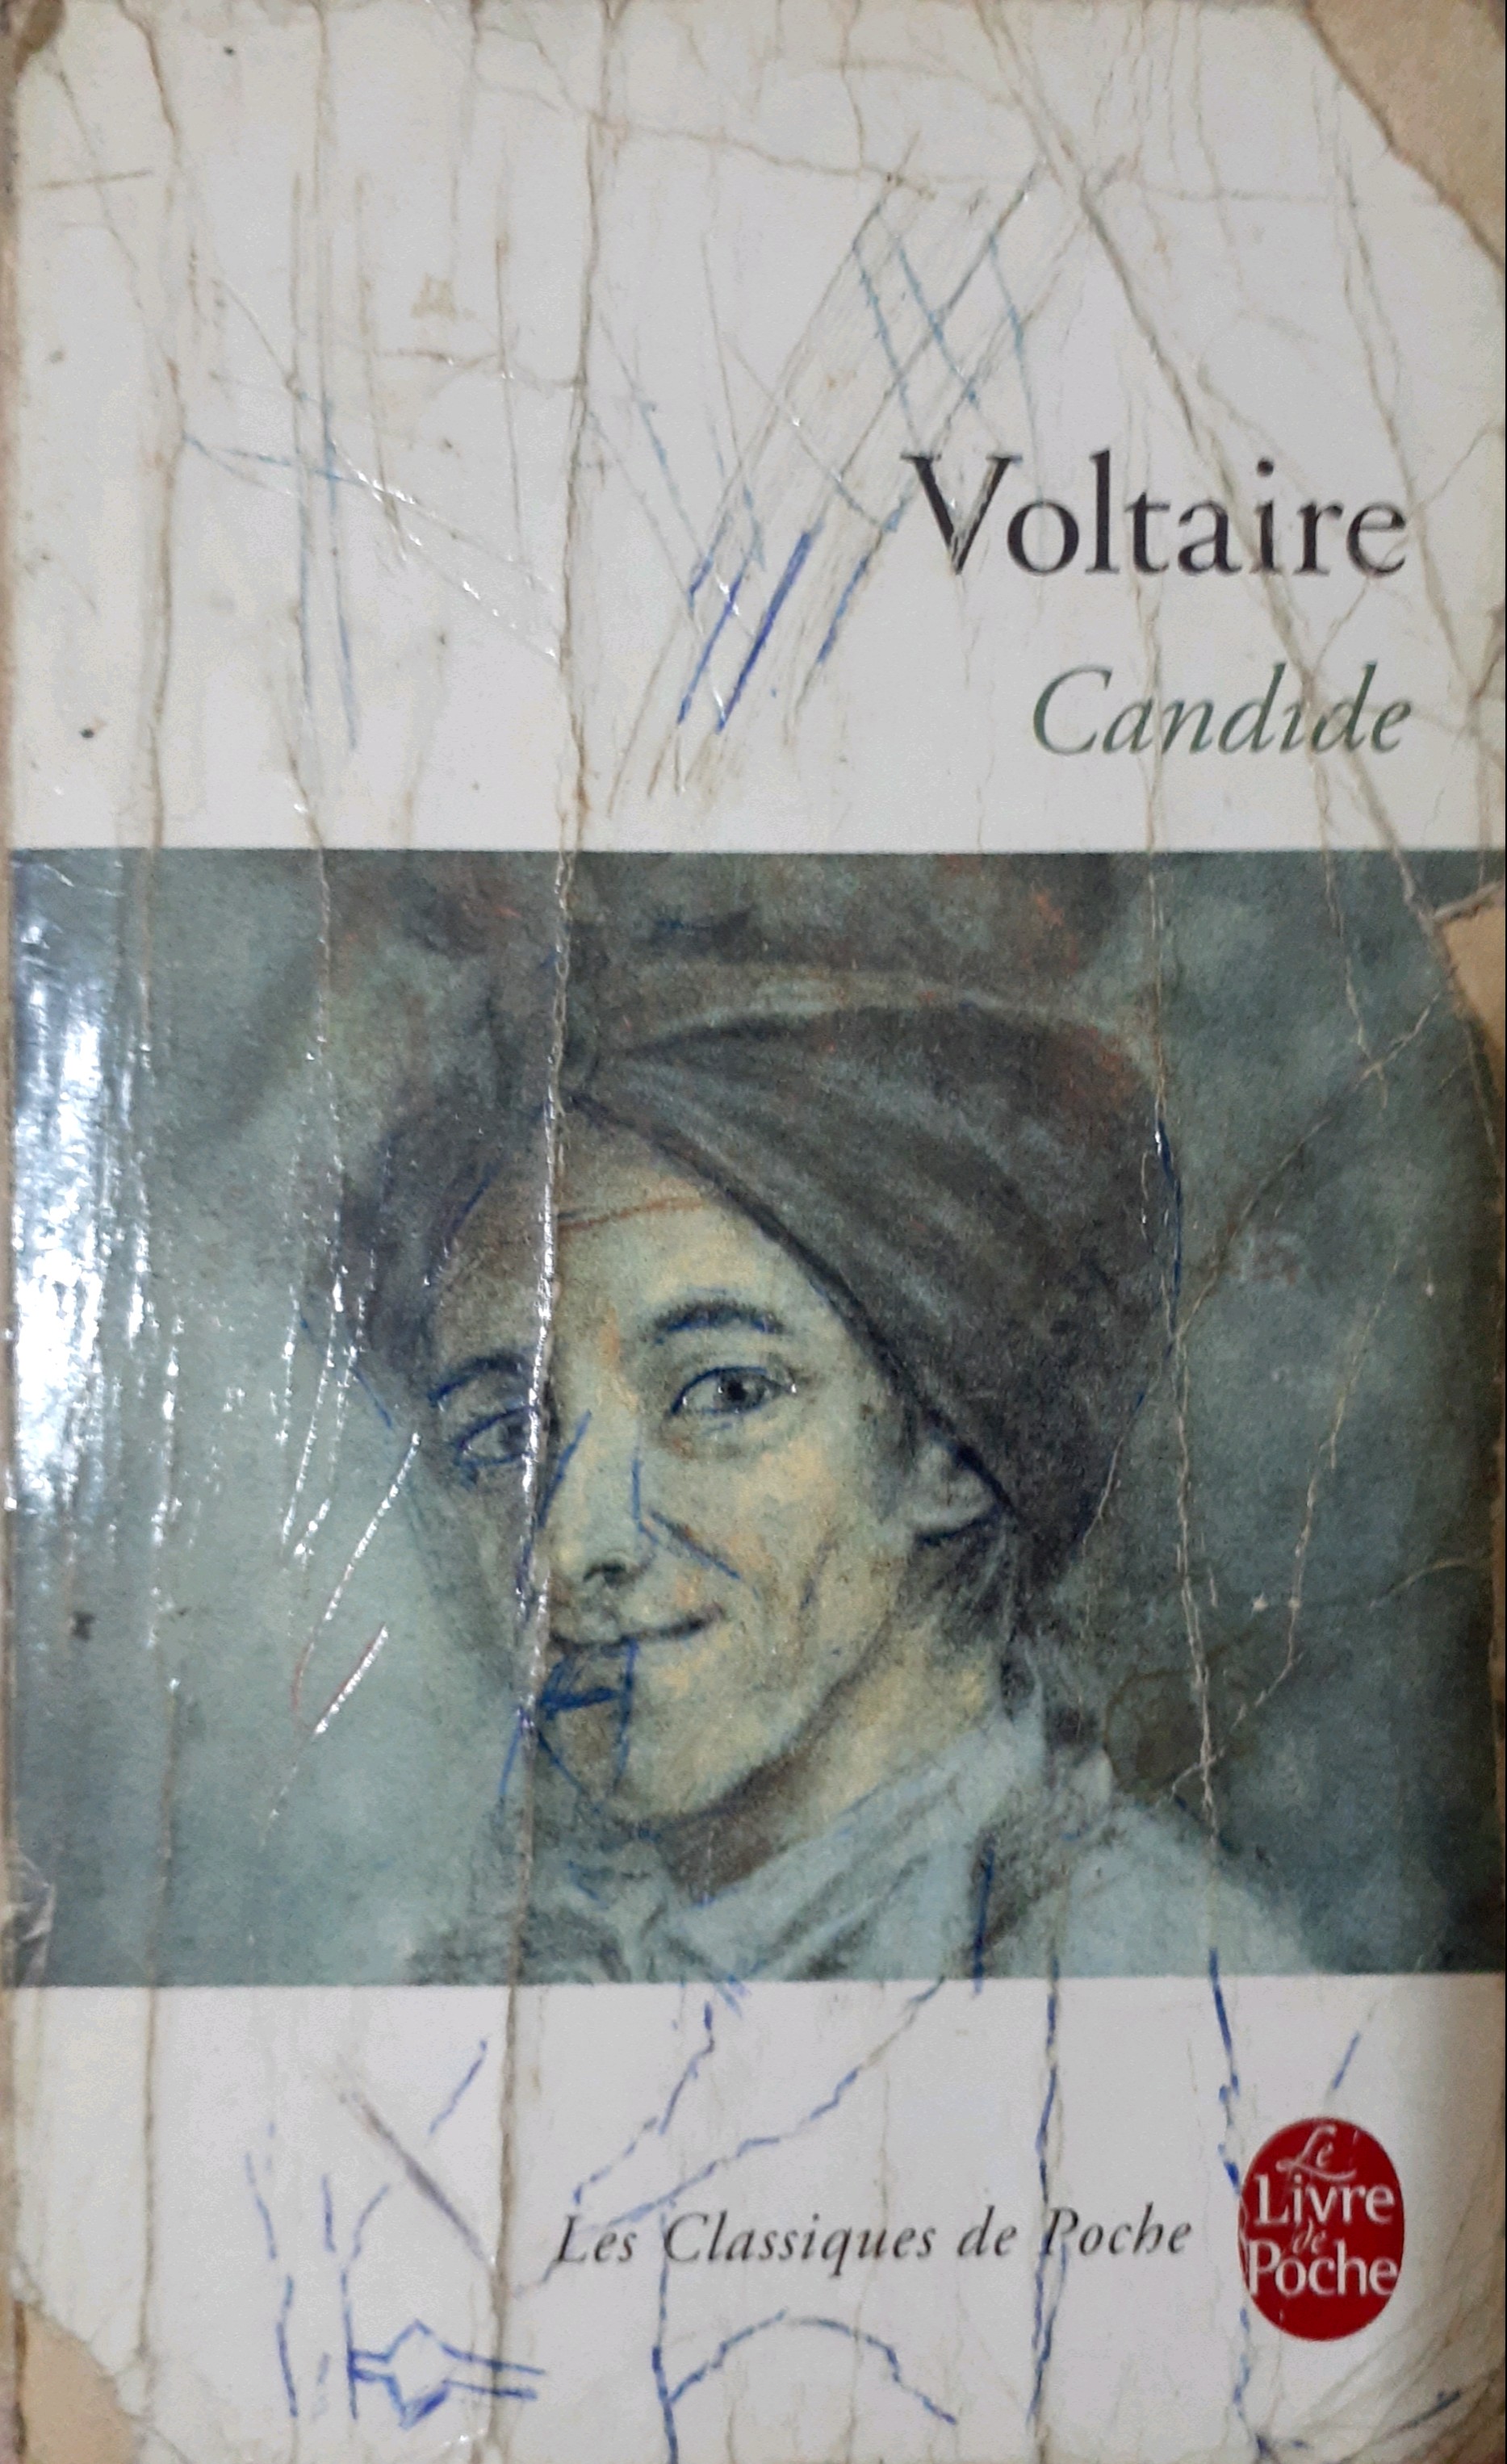 Voltaire
Candide
Les Classiques de Poche
Le
Livre
de
Poche